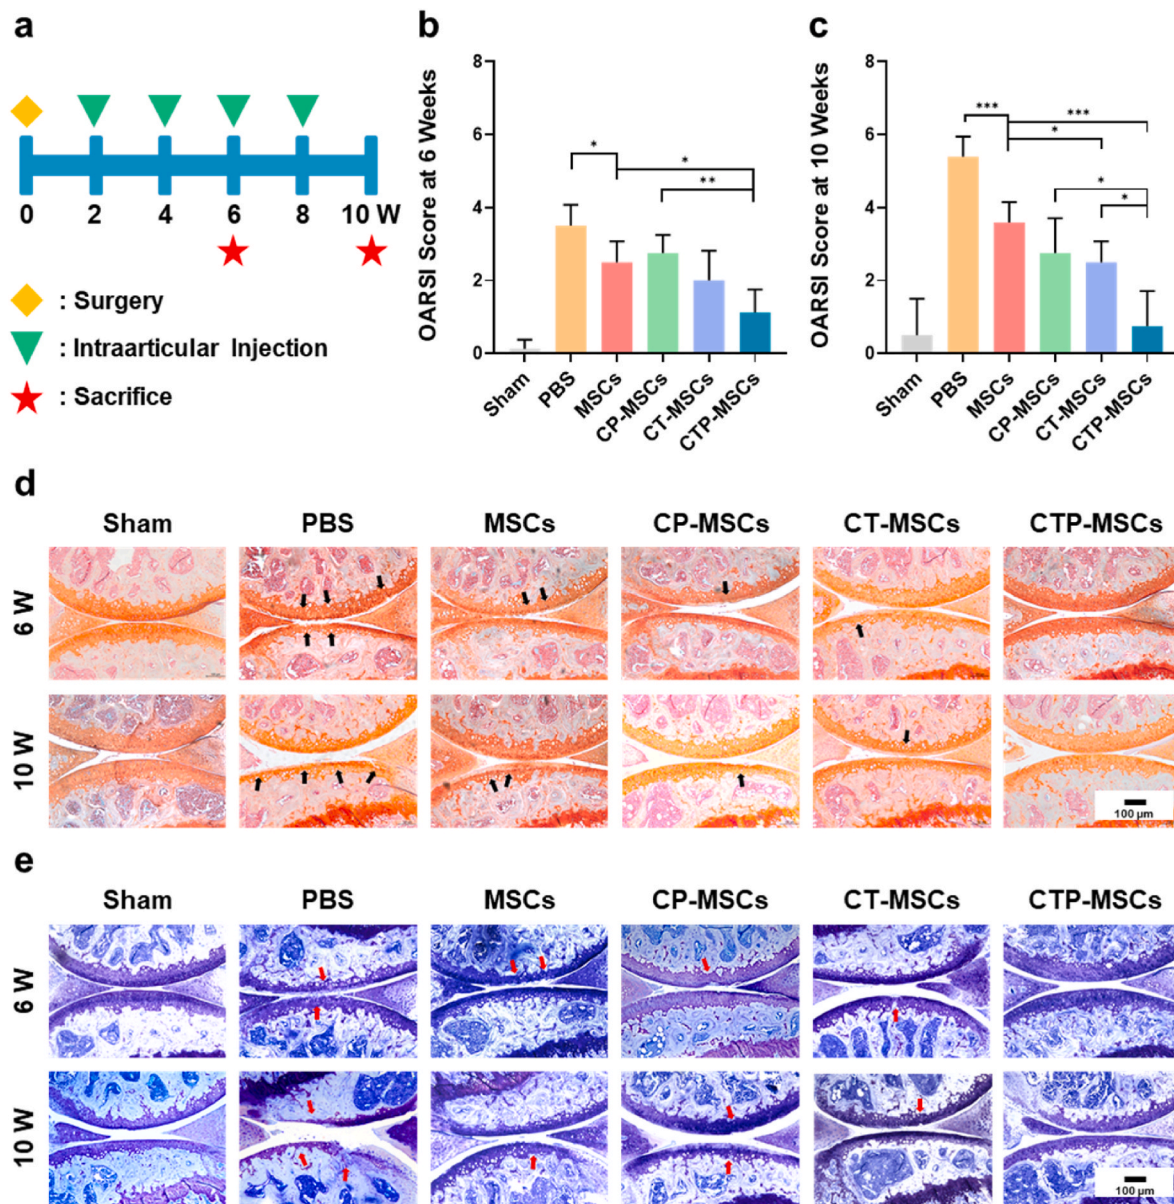 a
0 2 4 6 8 10 W
: Surgery
: Intraarticular Injection
: Sacrifice
b
OARSI Score at 6 Weeks
8
6
4
2
0
*
*
**
Sham
PBS
MSCs
CP-MSCs
CT-MSCs
CTP-MSCs
c
OARSI Score at 10 Weeks
8
6
4
2
0
***
***
*
*
*
Sham
PBS
MSCs
CP-MSCs
CT-MSCs
CTP-MSCs
d
Sham PBS MSCs CP-MSCs CT-MSCs CTP-MSCs
6 W
10 W
100 µm
e
Sham PBS MSCs CP-MSCs CT-MSCs CTP-MSCs
6 W
10 W
100 µm